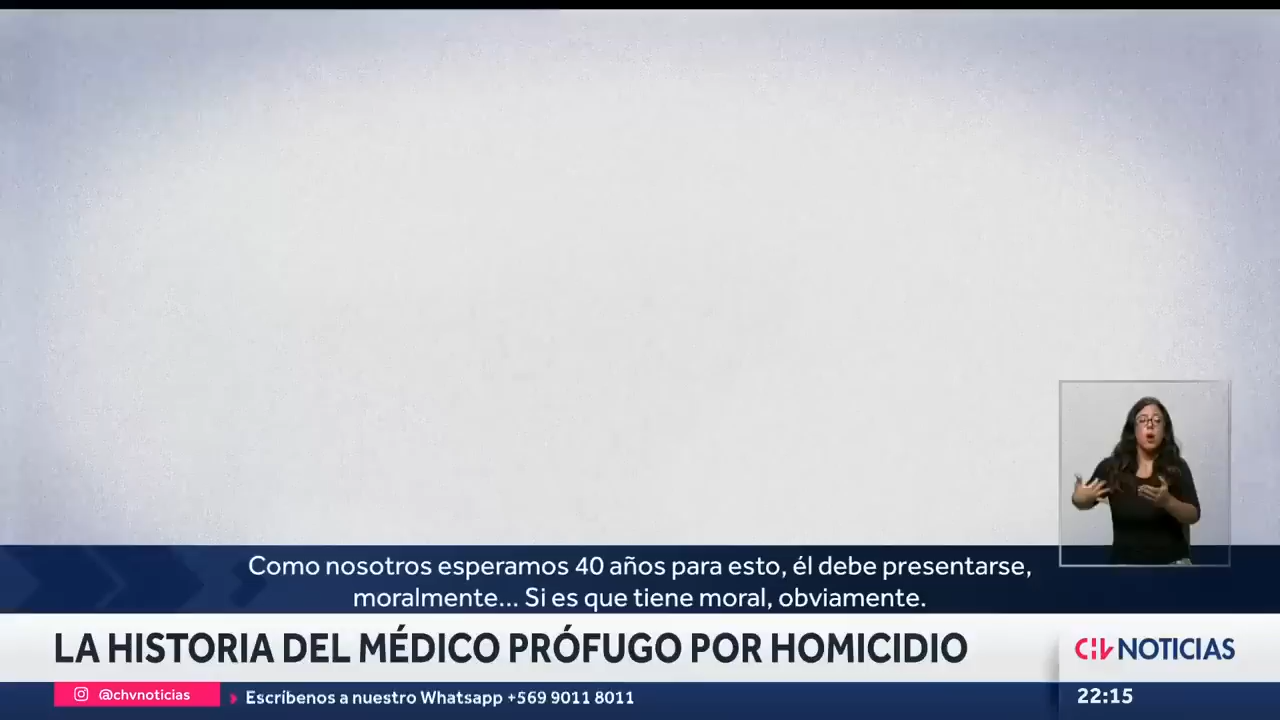 Como nosotros esperamos 40 años para esto, él debe presentarse,
moralmente... Si es que tiene moral, obviamente.
LA HISTORIA DEL MÉDICO PRÓFUGO POR HOMICIDIO
CHV NOTICIAS
@chvnoticias
Escríbenos a nuestro Whatsapp +569 9011 8011
22:15